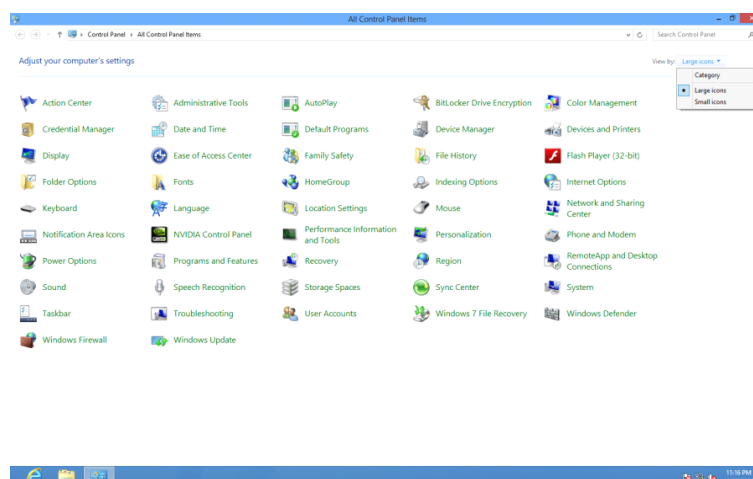 All Control Panel Items
Control Panel
All Control Panel Items
Search Control Panel
Adjust your computer's settings
View by: Large icons
Category
Large icons
Small icons
Action Center
Administrative Tools
AutoPlay
BitLocker Drive Encryption
Color Management
Credential Manager
Date and Time
Default Programs
Device Manager
Devices and Printers
Display
Ease of Access Center
Family Safety
File History
Flash Player (32-bit)
Folder Options
Fonts
HomeGroup
Indexing Options
Internet Options
Keyboard
Language
Location Settings
Mouse
Network and Sharing
Center
Notification Area Icons
NVIDIA Control Panel
Performance Information
and Tools
Personalization
Phone and Modem
Power Options
Programs and Features
Recovery
Region
RemoteApp and Desktop
Connections
Sound
Speech Recognition
Storage Spaces
Sync Center
System
Taskbar
Troubleshooting
User Accounts
Windows 7 File Recovery
Windows Defender
Windows Firewall
Windows Update
11:16 PM